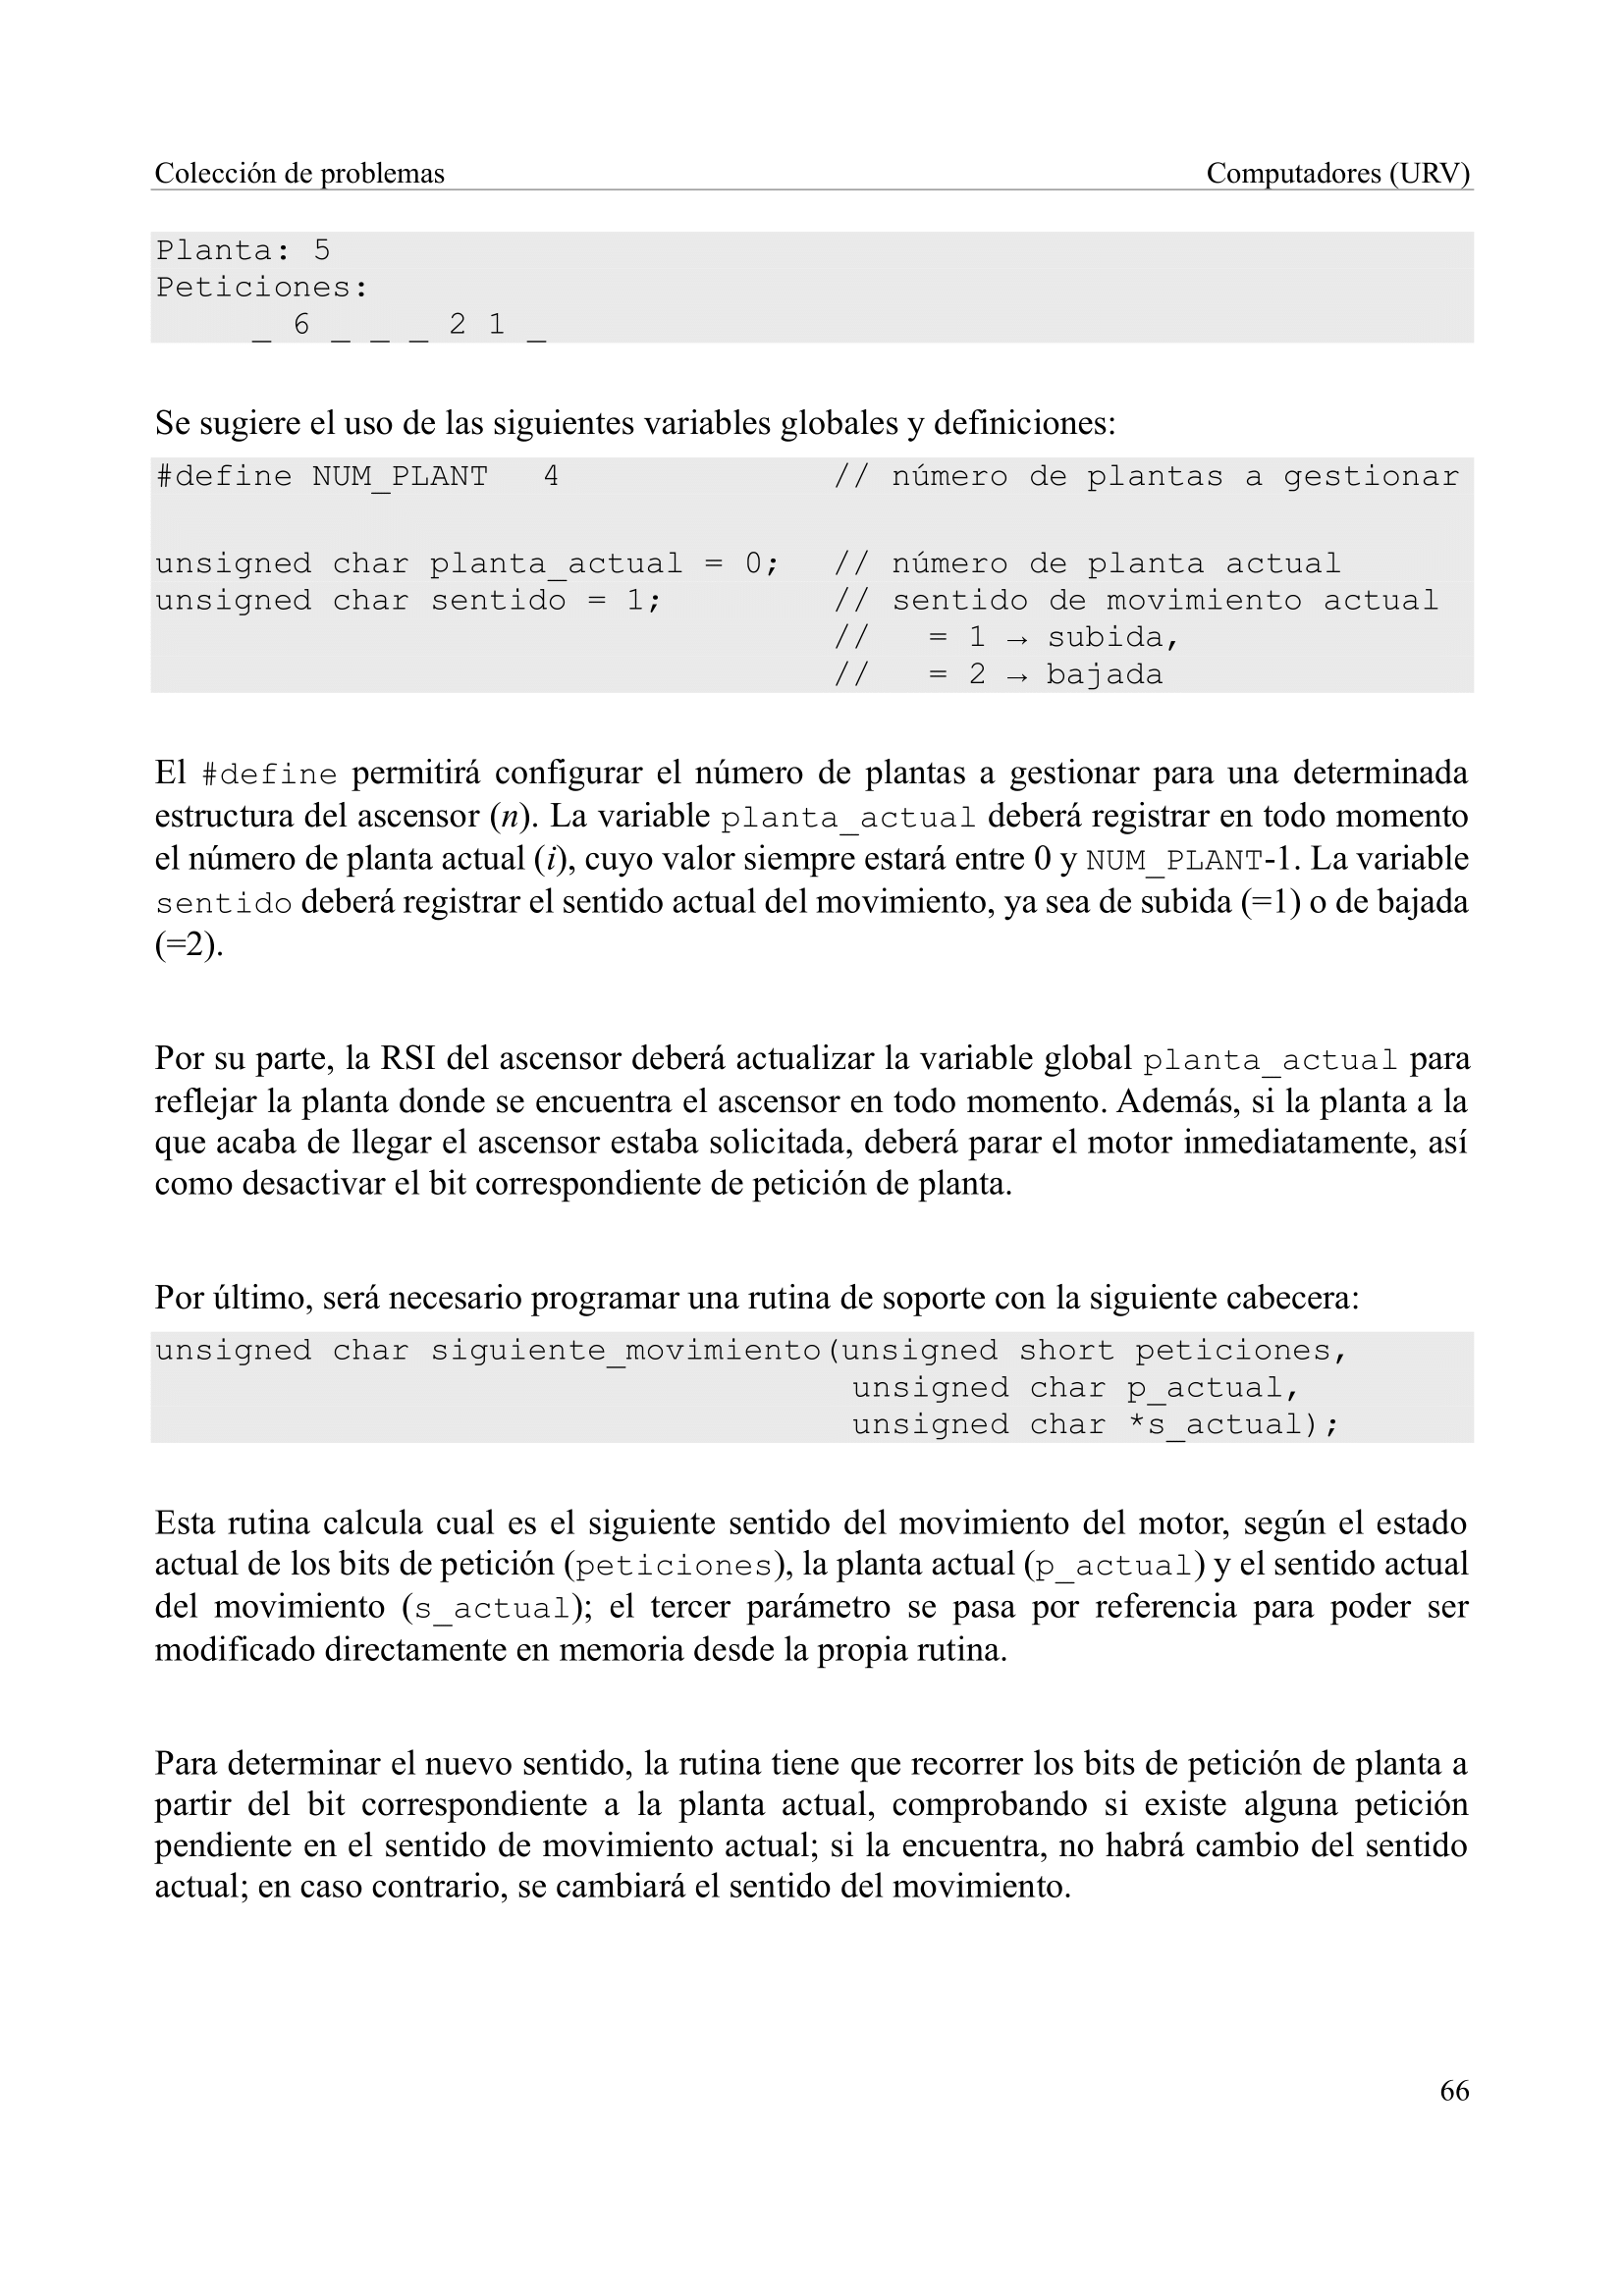 Colección de problemas Computadores (URV)
Planta: 5
Peticiones:
_ 6 _ _ _ 2 1 _
Se sugiere el uso de las siguientes variables globales y definiciones:
#define NUM_PLANT 4 // número de plantas a gestionar
unsigned char planta_actual = 0; // número de planta actual
unsigned char sentido = 1; // sentido de movimiento actual
// = 1 → subida,
// = 2 → bajada
El #define permitirá configurar el número de plantas a gestionar para una determinada
estructura del ascensor (n). La variable planta_actual deberá registrar en todo momento
el número de planta actual (i), cuyo valor siempre estará entre 0 y NUM_PLANT-1. La variable
sentido deberá registrar el sentido actual del movimiento, ya sea de subida (=1) o de bajada
(=2).
Por su parte, la RSI del ascensor deberá actualizar la variable global planta_actual para
reflejar la planta donde se encuentra el ascensor en todo momento. Además, si la planta a la
que acaba de llegar el ascensor estaba solicitada, deberá parar el motor inmediatamente, así
como desactivar el bit correspondiente de petición de planta.
Por último, será necesario programar una rutina de soporte con la siguiente cabecera:
unsigned char siguiente_movimiento(unsigned short peticiones,
unsigned char p_actual,
unsigned char *s_actual);
Esta rutina calcula cual es el siguiente sentido del movimiento del motor, según el estado
actual de los bits de petición (peticiones), la planta actual (p_actual) y el sentido actual
del movimiento (s_actual); el tercer parámetro se pasa por referencia para poder ser
modificado directamente en memoria desde la propia rutina.
Para determinar el nuevo sentido, la rutina tiene que recorrer los bits de petición de planta a
partir del bit correspondiente a la planta actual, comprobando si existe alguna petición
pendiente en el sentido de movimiento actual; si la encuentra, no habrá cambio del sentido
actual; en caso contrario, se cambiará el sentido del movimiento.
66